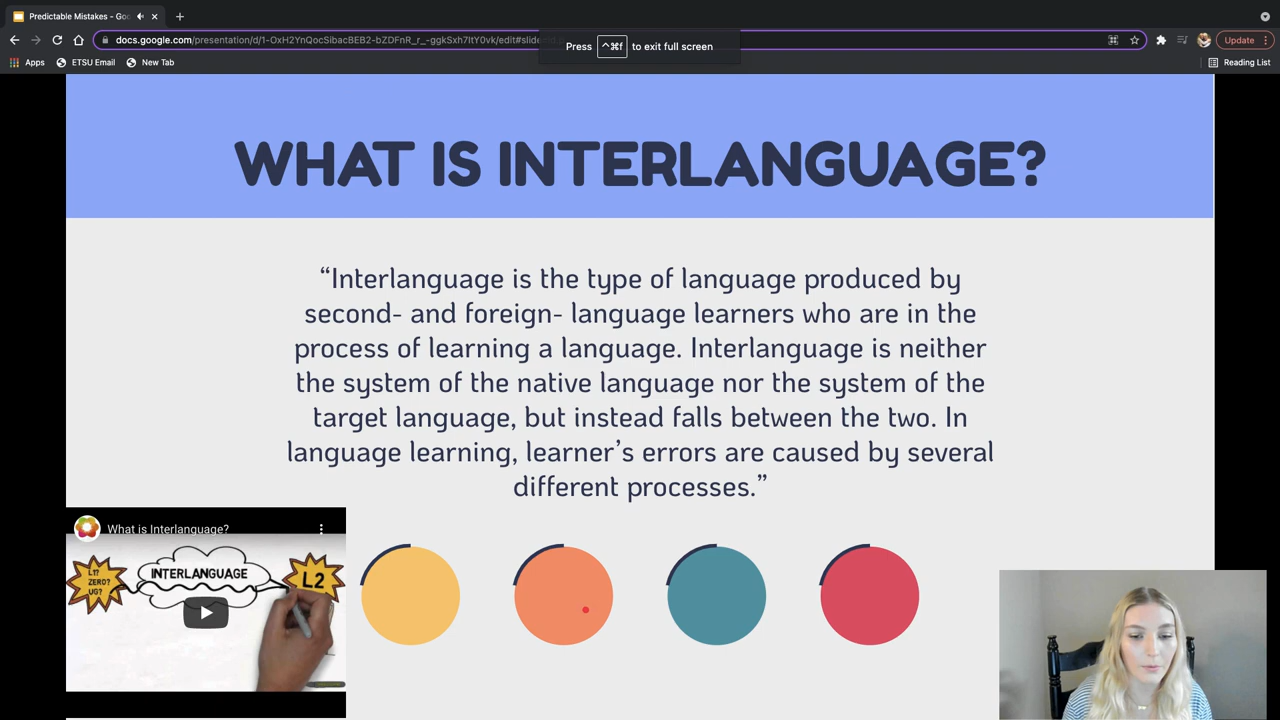 Predictable Mistakes - Goo
docs.google.com/presentation/d/1-OxH2YnQocSibacBEB2-bZDFnR_r_-ggkSxh7ItY0vk/edit#slide
Press ^⌘f to exit full screen
Update
Apps
ETSU Email
New Tab
Reading List
WHAT IS INTERLANGUAGE?
“Interlanguage is the type of language produced by
second- and foreign- language learners who are in the
process of learning a language. Interlanguage is neither
the system of the native language nor the system of the
target language, but instead falls between the two. In
language learning, learner’s errors are caused by several
different processes.”
What is Interlanguage?
L1?
ZERO?
UG?
INTERLANGUAGE
L2